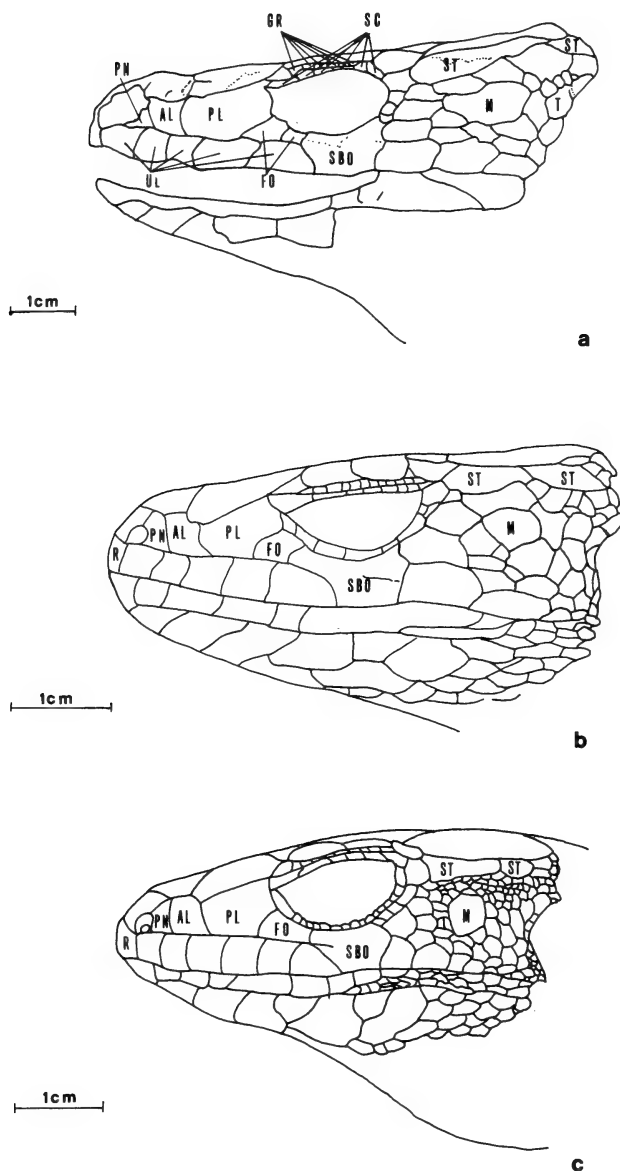 GR SC
ST
PN ST
AL PL M T
SBO
UL FO
1cm
a
ST ST
PN AL PL M
R FO
SBO
1cm
b
ST ST
PN AL PL M
R FO SBO
1cm
c